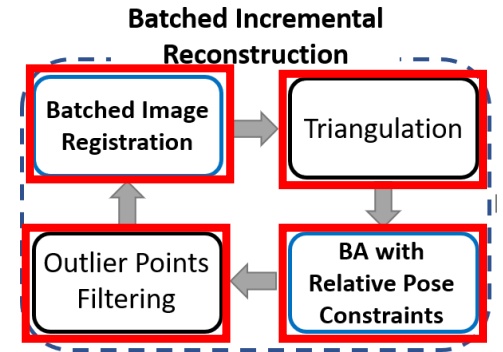 Batched Incremental
Reconstruction
Batched Image
Registration
Triangulation
Outlier Points
Filtering
BA with
Relative Pose
Constraints